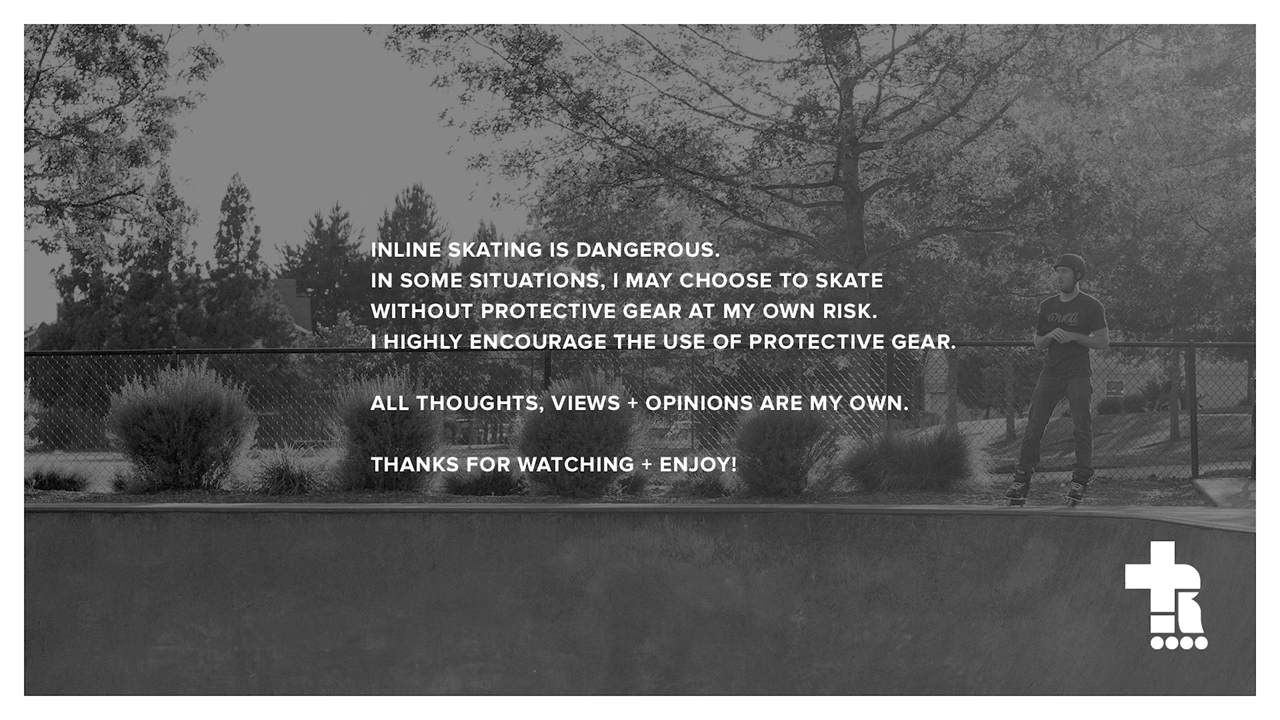 INLINE SKATING IS DANGEROUS.
IN SOME SITUATIONS, I MAY CHOOSE TO SKATE
WITHOUT PROTECTIVE GEAR AT MY OWN RISK.
I HIGHLY ENCOURAGE THE USE OF PROTECTIVE GEAR.
ALL THOUGHTS, VIEWS + OPINIONS ARE MY OWN.
THANKS FOR WATCHING + ENJOY!